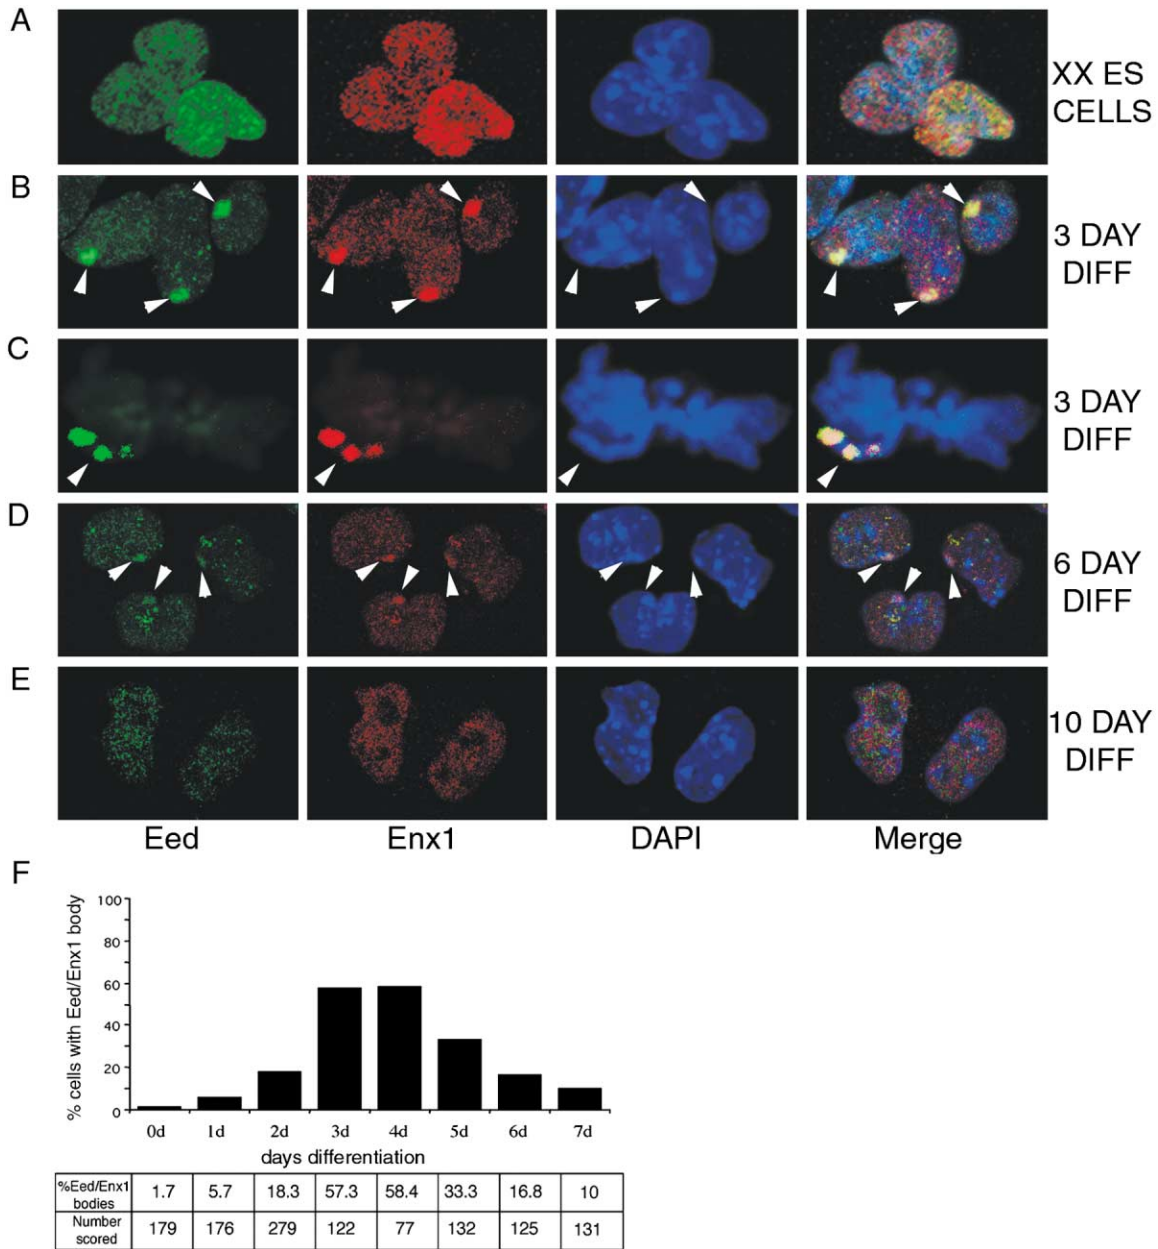 A
XX ES
CELLS
B
3 DAY
DIFF
C
3 DAY
DIFF
D
6 DAY
DIFF
E
10 DAY
DIFF
Eed Enx1 DAPI Merge
F
% cells with Eed/Enx1 body
100
80
60
40
20
0
0d 1d 2d 3d 4d 5d 6d 7d
days differentiation
%Eed/Enx1 bodies 1.7 5.7 18.3 57.3 58.4 33.3 16.8 10
Number scored 179 176 279 122 77 132 125 131